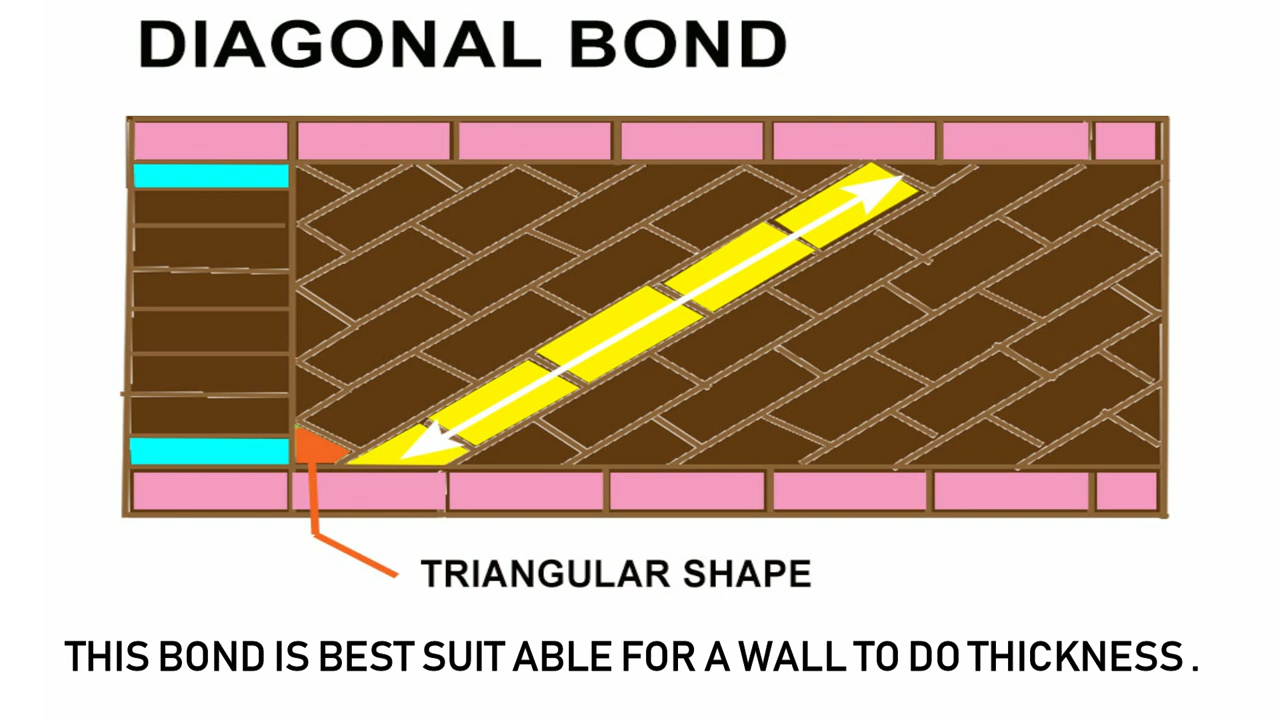 DIAGONAL BOND
TRIANGULAR SHAPE
THIS BOND IS BEST SUIT ABLE FOR A WALL TO DO THICKNESS .